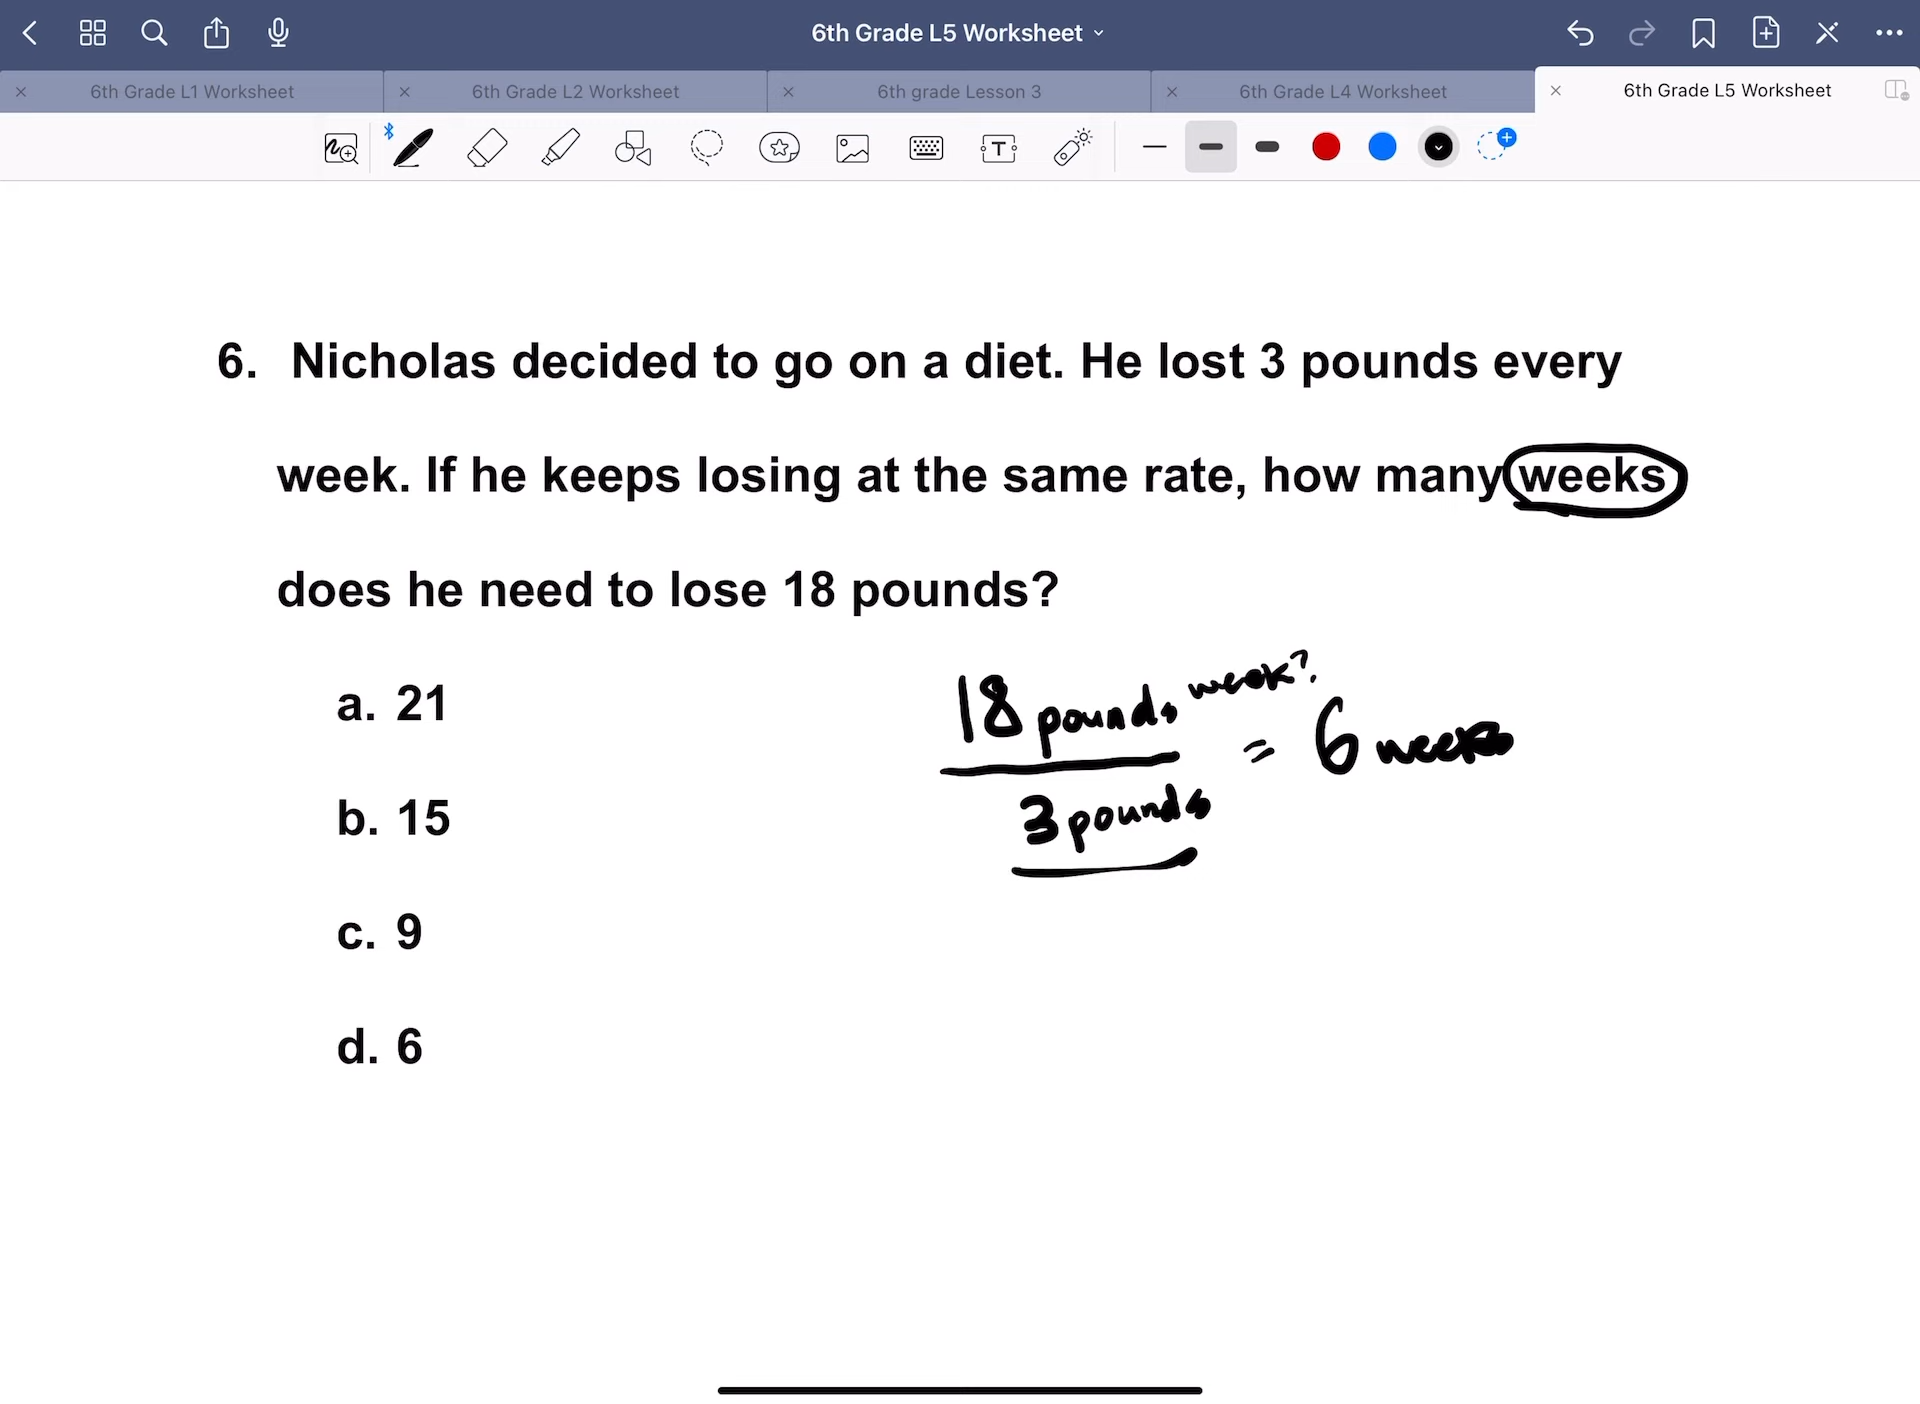 6th Grade L5 Worksheet
6th Grade L1 Worksheet
6th Grade L2 Worksheet
6th grade Lesson 3
6th Grade L4 Worksheet
6th Grade L5 Worksheet
T
6. Nicholas decided to go on a diet. He lost 3 pounds every
week. If he keeps losing at the same rate, how many weeks
does he need to lose 18 pounds?
a. 21
b. 15
c. 9
d. 6
week?
18 pounds
= 6 weeks
3 pounds